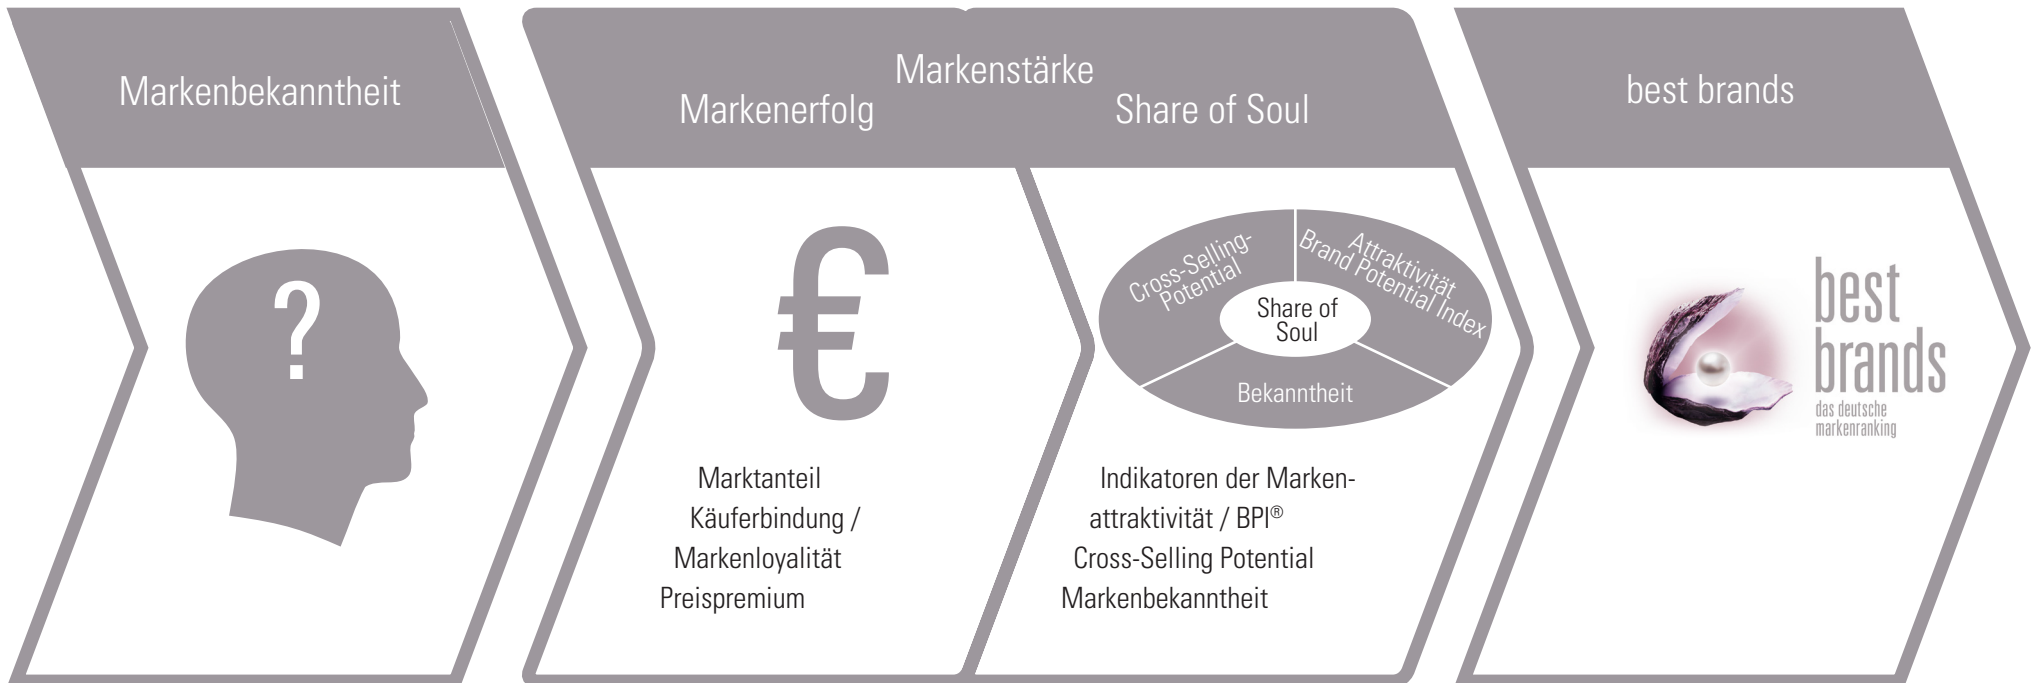 Markenbekanntheit
?
Markenstärke
Markenerfolg
€
Marktanteil
Käuferbindung /
Markenloyalität
Preispremium
Share of Soul
Cross-Selling-
Potential
Attraktivität
Brand Potential Index
Share of
Soul
Bekanntheit
Indikatoren der Marken-
attraktivität / BPI®
Cross-Selling Potential
Markenbekanntheit
best brands
best
brands
das deutsche
markenranking